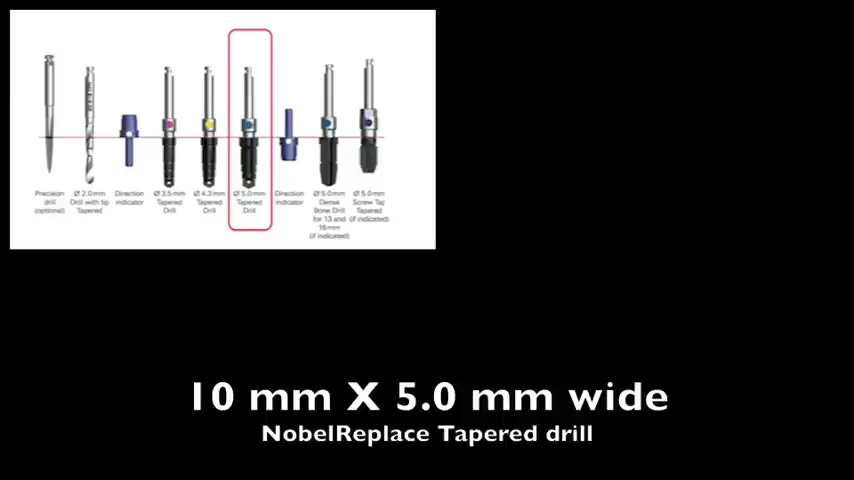 Precision drill (optional)
Ø 2.0mm Drill with tip Tapered
Direction indicator
Ø 3.5mm Tapered Drill
Ø 4.3mm Tapered Drill
Ø 5.0mm Tapered Drill
Direction indicator
Ø 5.0mm Dense Bone Drill for 13 and 16mm (if indicated)
Ø 5.0mm Screw Tap Tapered (if indicated)
10 mm X 5.0 mm wide
NobelReplace Tapered drill